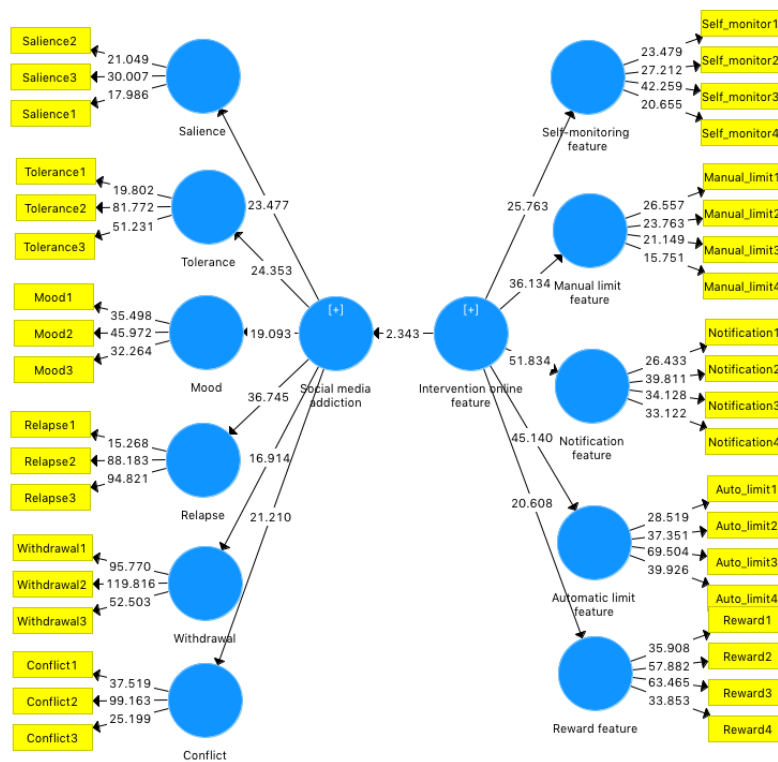 Salience2
Salience3
Salience1
21.049
30.007
17.986
Salience
Tolerance1
Tolerance2
Tolerance3
19.802
81.772
51.231
Tolerance
Mood1
Mood2
Mood3
35.498
45.972
32.264
Mood
Relapse1
Relapse2
Relapse3
15.268
88.183
94.821
Relapse
Withdrawal1
Withdrawal2
Withdrawal3
95.770
119.816
52.503
Withdrawal
Conflict1
Conflict2
Conflict3
37.519
99.163
25.199
Conflict
23.477
24.353
19.093
36.745
16.914
21.210
[+]
Social media
addiction
2.343
[+]
Intervention online
feature
25.763
36.134
51.834
45.140
20.608
Self-monitoring
feature
23.479
27.212
42.259
20.655
Self_monitor1
Self_monitor2
Self_monitor3
Self_monitor4
Manual limit
feature
26.557
23.763
21.149
15.751
Manual_limit1
Manual_limit2
Manual_limit3
Manual_limit4
Notification
feature
26.433
39.811
34.128
33.122
Notification1
Notification2
Notification3
Notification4
Automatic limit
feature
28.519
37.351
69.504
39.926
Auto_limit1
Auto_limit2
Auto_limit3
Auto_limit4
Reward feature
35.908
57.882
63.465
33.853
Reward1
Reward2
Reward3
Reward4